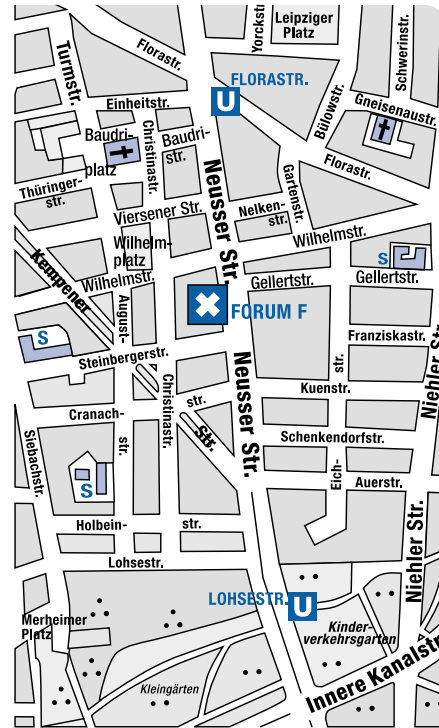 Yorckstr.
Leipziger
Platz
Schwerinstr.
Turmstr.
Florastr.
FLORASTR.
U
Bülowstr.
Gneisenaustr.
Einheitstr.
Baudri-
platz
Christinastr.
Baudri-
str.
Florastr.
Thüringer-
str.
Neusser Str.
Gartenstr.
Viersener Str.
Nelken-
str.
Wilhelm-
platz
Wilhelmstr.
Kempener
Wilhelmstr.
Gellertstr.
S
Gellertstr.
August-
FORUM F
S
Franziskastr.
Steinbergerstr.
Neusser Str.
str.
Niehler Str.
Christinastr.
Kuenstr.
Cranach-
str.
str.
Str.
Siebachstr.
Schenkendorfstr.
Eich-
S
Auerstr.
Holbein-
str.
Lohsestr.
Niehler Str.
LOHSESTR.
U
Merheimer
Platz
Kinder-
verkehrsgarten
Kleingärten
Innere Kanalstr